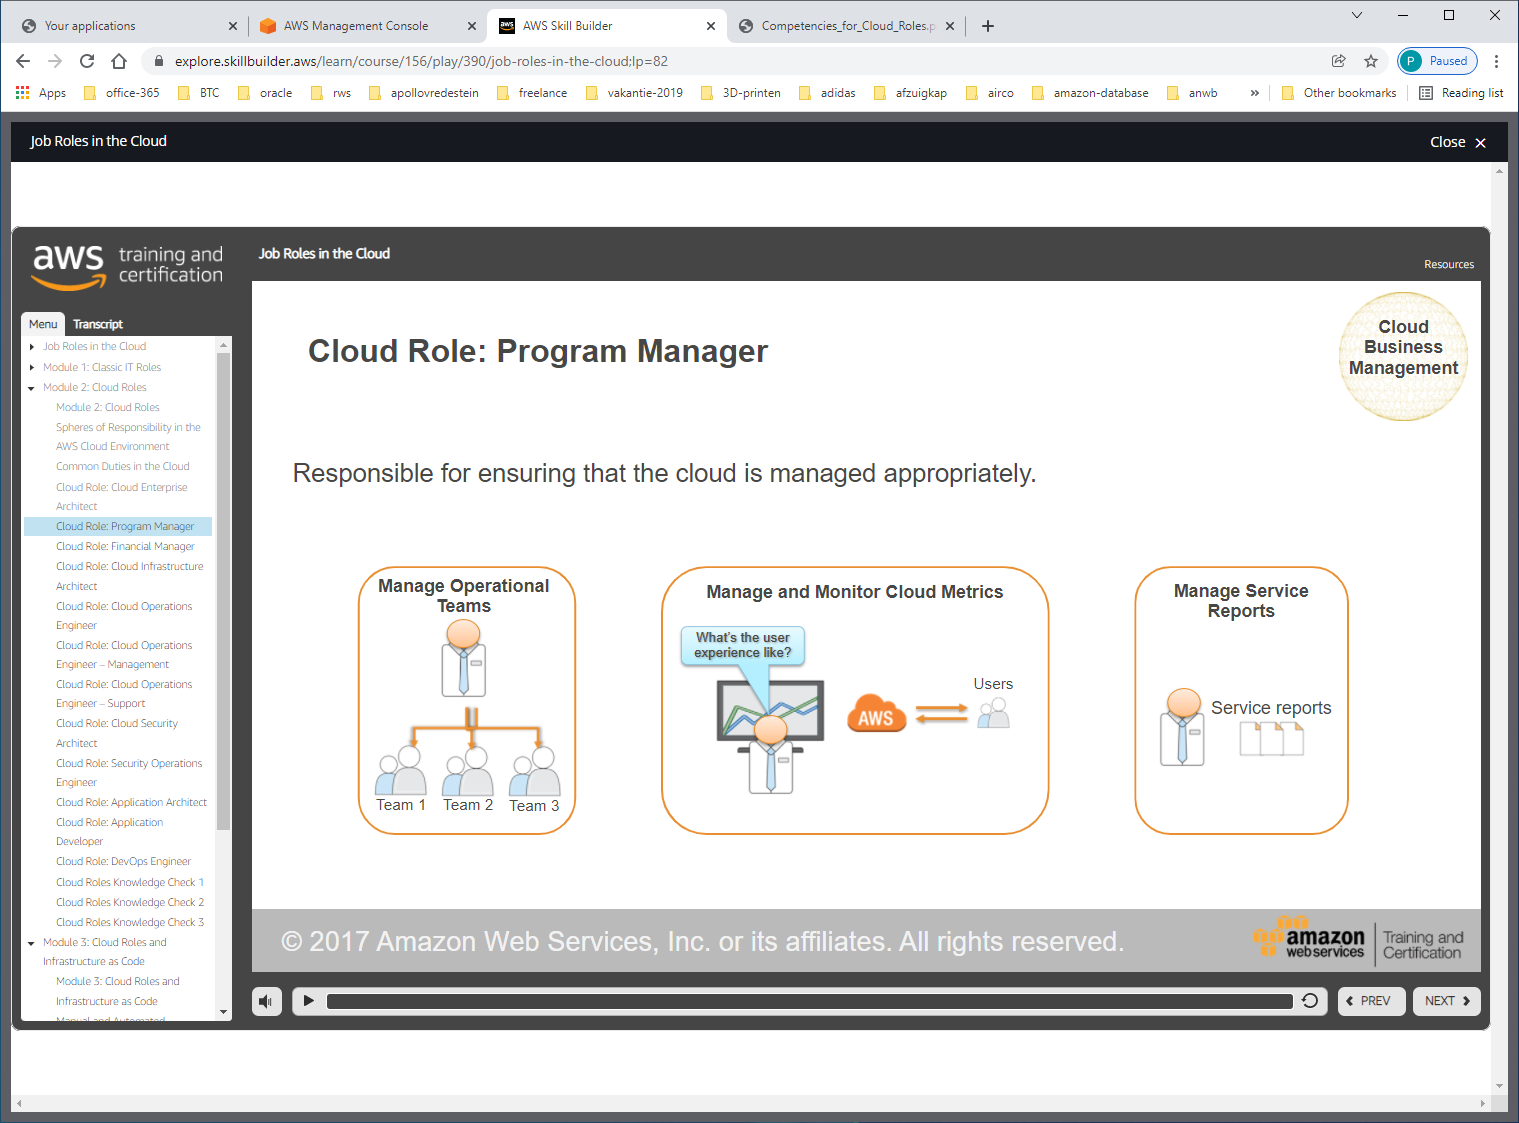 Your applications
AWS Management Console
AWS Skill Builder
Competencies_for_Cloud_Roles.p
explore.skillbuilder.aws/learn/course/156/play/390/job-roles-in-the-cloud;lp=82
P Paused
Apps
office-365
BTC
oracle
rws
apollovredestein
freelance
vakantie-2019
3D-printen
adidas
afzuigkap
airco
amazon-database
anwb
»
Other bookmarks
Reading list
Job Roles in the Cloud
Close
aws training and
certification
Job Roles in the Cloud
Resources
Menu
Transcript
Job Roles in the Cloud
Module 1: Classic IT Roles
Module 2: Cloud Roles
Module 2: Cloud Roles
Spheres of Responsibility in the
AWS Cloud Environment
Common Duties in the Cloud
Cloud Role: Cloud Enterprise
Architect
Cloud Role: Program Manager
Cloud Role: Financial Manager
Cloud Role: Cloud Infrastructure
Architect
Cloud Role: Cloud Operations
Engineer
Cloud Role: Cloud Operations
Engineer – Management
Cloud Role: Cloud Operations
Engineer – Support
Cloud Role: Cloud Security
Architect
Cloud Role: Security Operations
Engineer
Cloud Role: Application Architect
Cloud Role: Application
Developer
Cloud Role: DevOps Engineer
Cloud Roles Knowledge Check 1
Cloud Roles Knowledge Check 2
Cloud Roles Knowledge Check 3
Module 3: Cloud Roles and
Infrastructure as Code
Module 3: Cloud Roles and
Infrastructure as Code
Manual and Automated
Cloud Role: Program Manager
Cloud
Business
Management
Responsible for ensuring that the cloud is managed appropriately.
Manage Operational
Teams
Team 1
Team 2
Team 3
Manage and Monitor Cloud Metrics
What's the user
experience like?
AWS
Users
Manage Service
Reports
Service reports
© 2017 Amazon Web Services, Inc. or its affiliates. All rights reserved.
amazon
webservices
Training and
Certification
PREV
NEXT